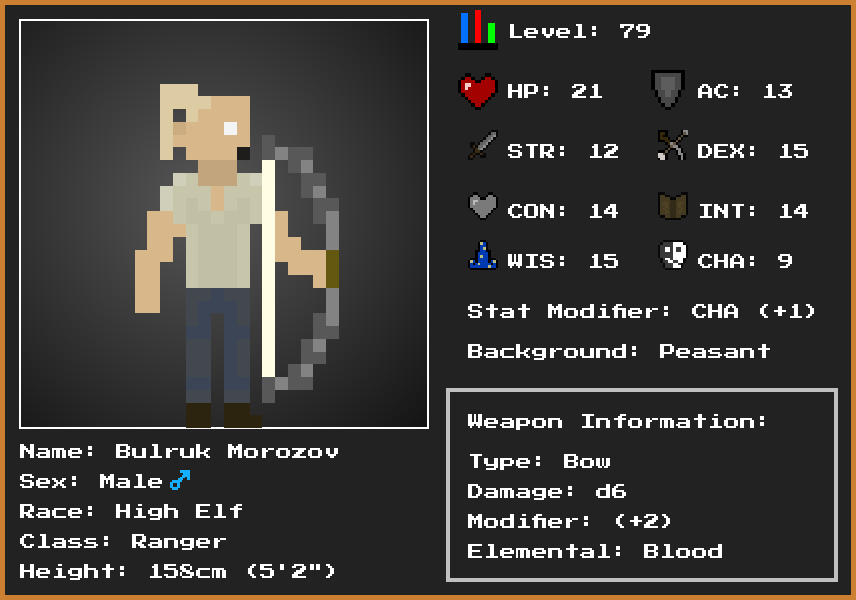 Level: 79
HP: 21 AC: 13
STR: 12 DEX: 15
CON: 14 INT: 14
WIS: 15 CHA: 9
Stat Modifier: CHA (+1)
Background: Peasant
Weapon Information:
Type: Bow
Damage: d6
Modifier: (+2)
Elemental: Blood
Name: Bulruk Morozov
Sex: Male♂
Race: High Elf
Class: Ranger
Height: 158cm (5'2")